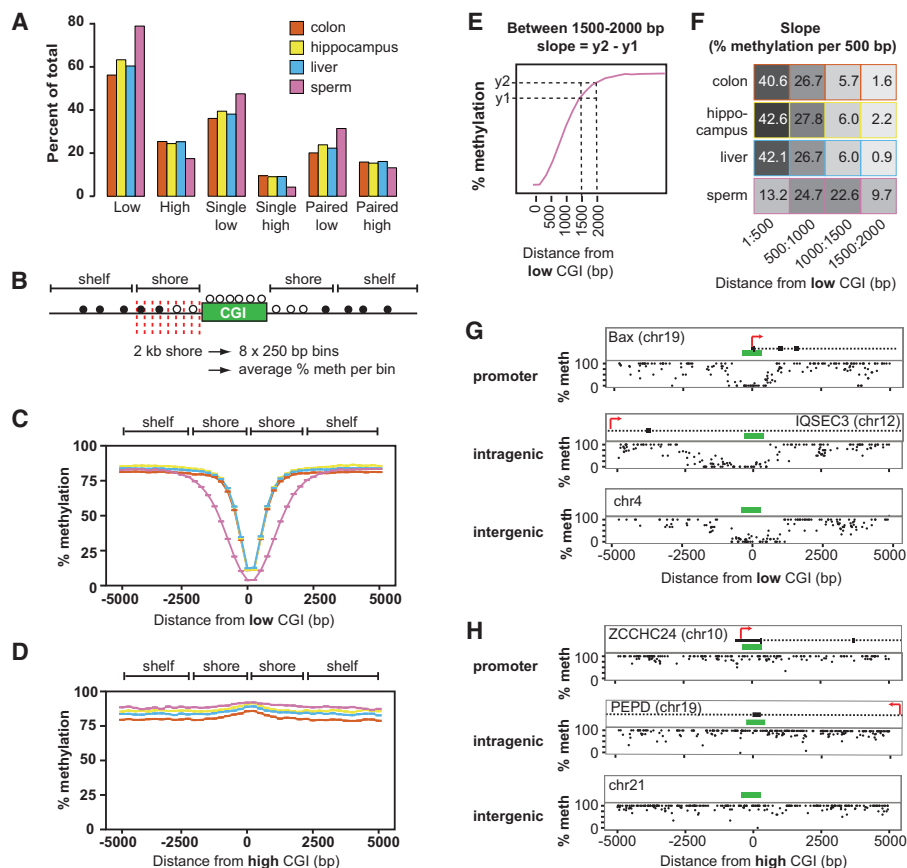 A
Percent of total
80
60
40
20
0
colon
hippocampus
liver
sperm
Low
High
Single low
Single high
Paired low
Paired high
B
shelf
shore
shore
shelf
CGI
2 kb shore → 8 x 250 bp bins
→ average % meth per bin
C
shelf
shore
shore
shelf
% methylation
100
75
50
25
0
-5000
-2500
0
2500
5000
Distance from low CGI (bp)
D
shelf
shore
shore
shelf
% methylation
100
75
50
25
0
-5000
-2500
0
2500
5000
Distance from high CGI (bp)
E
Between 1500-2000 bp
slope = y2 - y1
y2
y1
% methylation
0
500
1000
1500
2000
Distance from
low CGI (bp)
F
Slope
(% methylation per 500 bp)
colon
40.6 26.7 5.7 1.6
hippo-
campus
42.6 27.8 6.0 2.2
liver
42.1 26.7 6.0 0.9
sperm
13.2 24.7 22.6 9.7
1:500
500:1000
1000:1500
1500:2000
Distance from low CGI (bp)
G
promoter
Bax (chr19)
% meth
100
0
intragenic
IQSEC3 (chr12)
% meth
100
0
intergenic
chr4
% meth
100
0
-5000
-2500
0
2500
5000
Distance from low CGI (bp)
H
promoter
ZCCHC24 (chr10)
% meth
100
0
intragenic
PEPD (chr19)
% meth
100
0
intergenic
chr21
% meth
100
0
-5000
-2500
0
2500
5000
Distance from high CGI (bp)